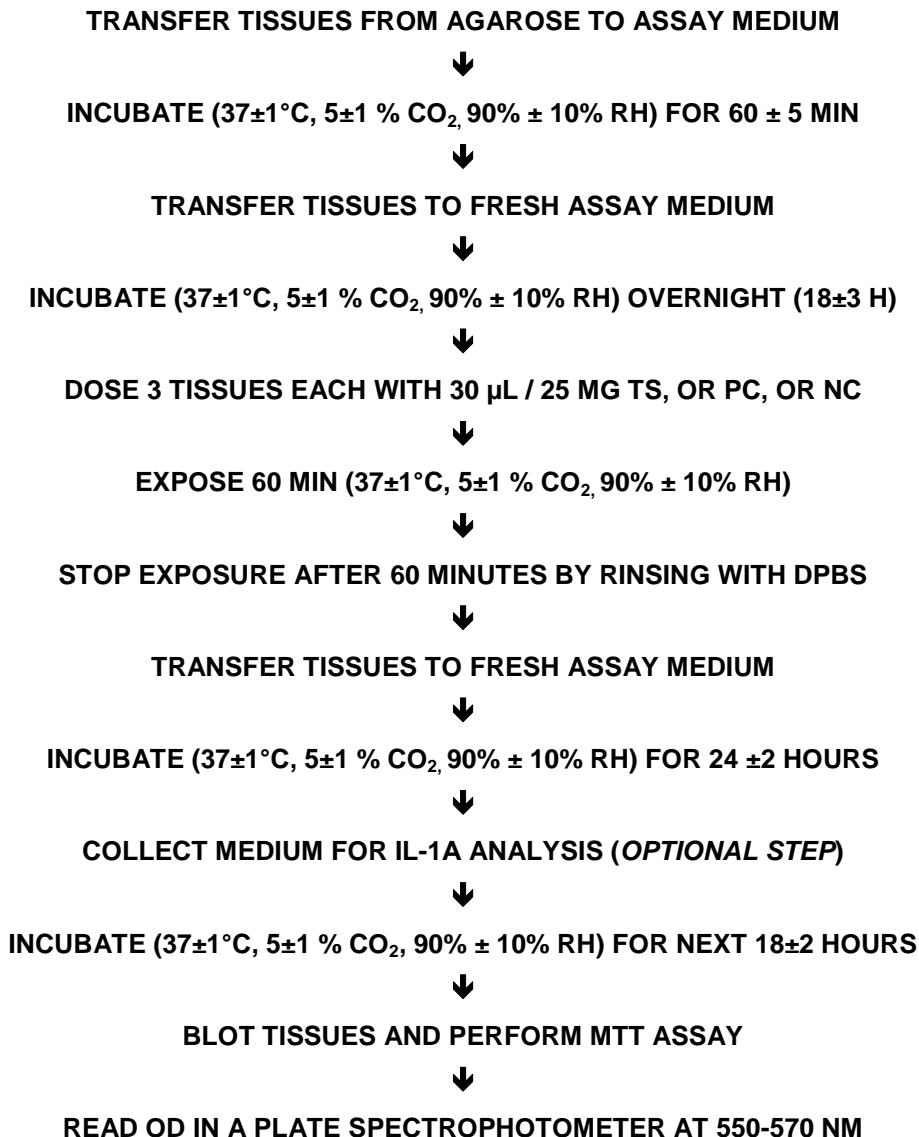 TRANSFER TISSUES FROM AGAROSE TO ASSAY MEDIUM
INCUBATE (37±1°C, 5±1 % CO₂, 90% ± 10% RH) FOR 60 ± 5 MIN
TRANSFER TISSUES TO FRESH ASSAY MEDIUM
INCUBATE (37±1°C, 5±1 % CO₂, 90% ± 10% RH) OVERNIGHT (18±3 H)
DOSE 3 TISSUES EACH WITH 30 µL / 25 MG TS, OR PC, OR NC
EXPOSE 60 MIN (37±1°C, 5±1 % CO₂, 90% ± 10% RH)
STOP EXPOSURE AFTER 60 MINUTES BY RINSING WITH DPBS
TRANSFER TISSUES TO FRESH ASSAY MEDIUM
INCUBATE (37±1°C, 5±1 % CO₂, 90% ± 10% RH) FOR 24 ±2 HOURS
COLLECT MEDIUM FOR IL-1A ANALYSIS (OPTIONAL STEP)
INCUBATE (37±1°C, 5±1 % CO₂, 90% ± 10% RH) FOR NEXT 18±2 HOURS
BLOT TISSUES AND PERFORM MTT ASSAY
READ OD IN A PLATE SPECTROPHOTOMETER AT 550-570 NM